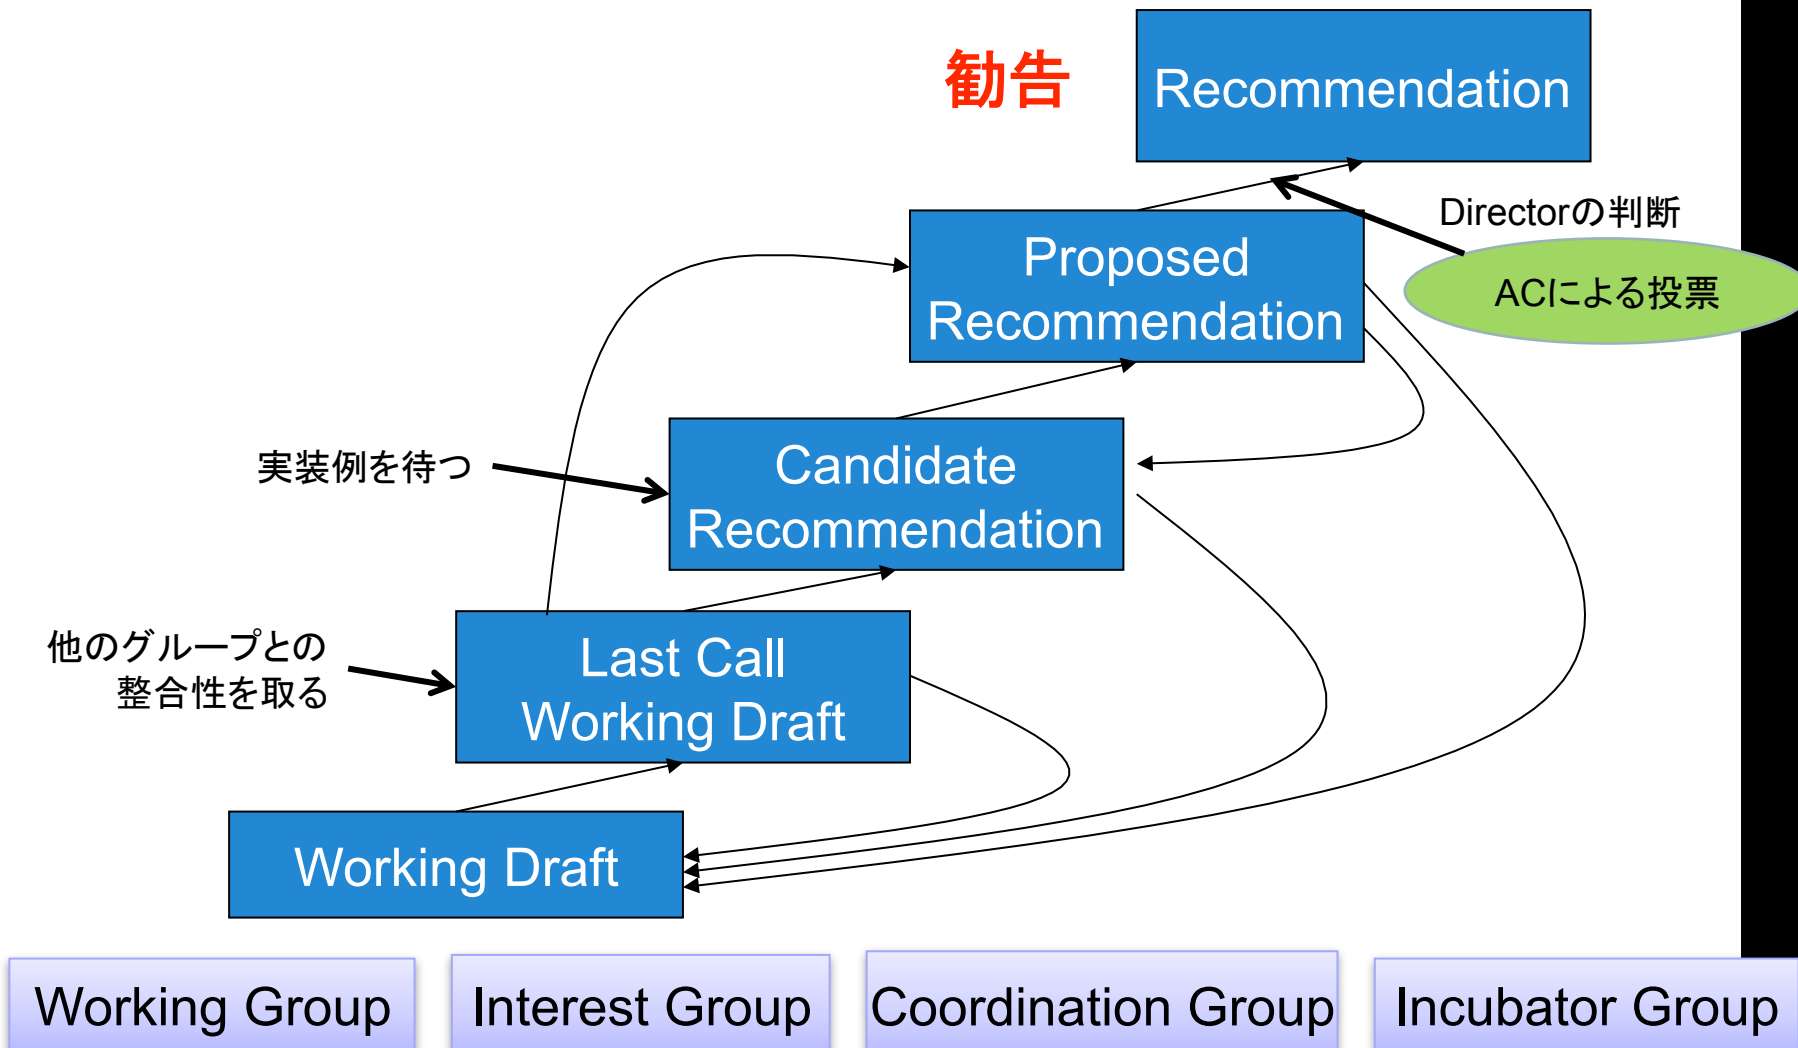 勧告
Recommendation
Directorの判断
ACによる投票
Proposed
Recommendation
実装例を待つ
Candidate
Recommendation
他のグループとの
整合性を取る
Last Call
Working Draft
Working Draft
Working Group
Interest Group
Coordination Group
Incubator Group